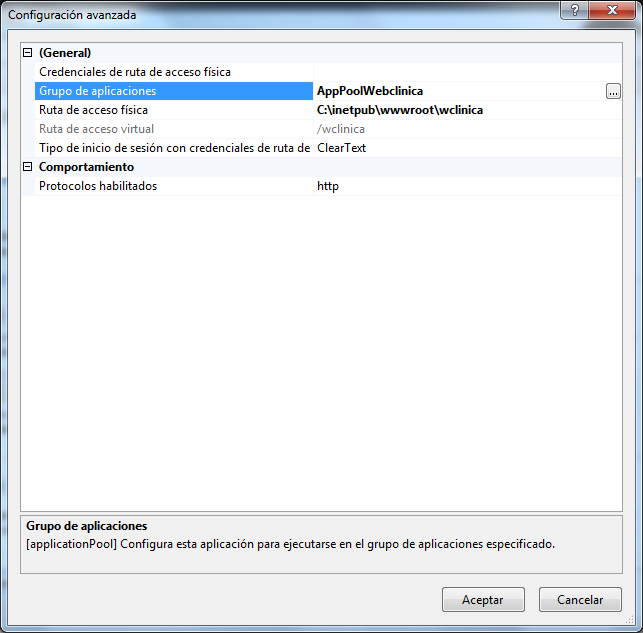 Configuración avanzada
(General)
Credenciales de ruta de acceso física
Grupo de aplicaciones AppPoolWebclinica ...
Ruta de acceso física C:\inetpub\wwwroot\wclinica
Ruta de acceso virtual /wclinica
Tipo de inicio de sesión con credenciales de ruta de ClearText
Comportamiento
Protocolos habilitados http
Grupo de aplicaciones
[applicationPool] Configura esta aplicación para ejecutarse en el grupo de aplicaciones especificado.
Aceptar Cancelar